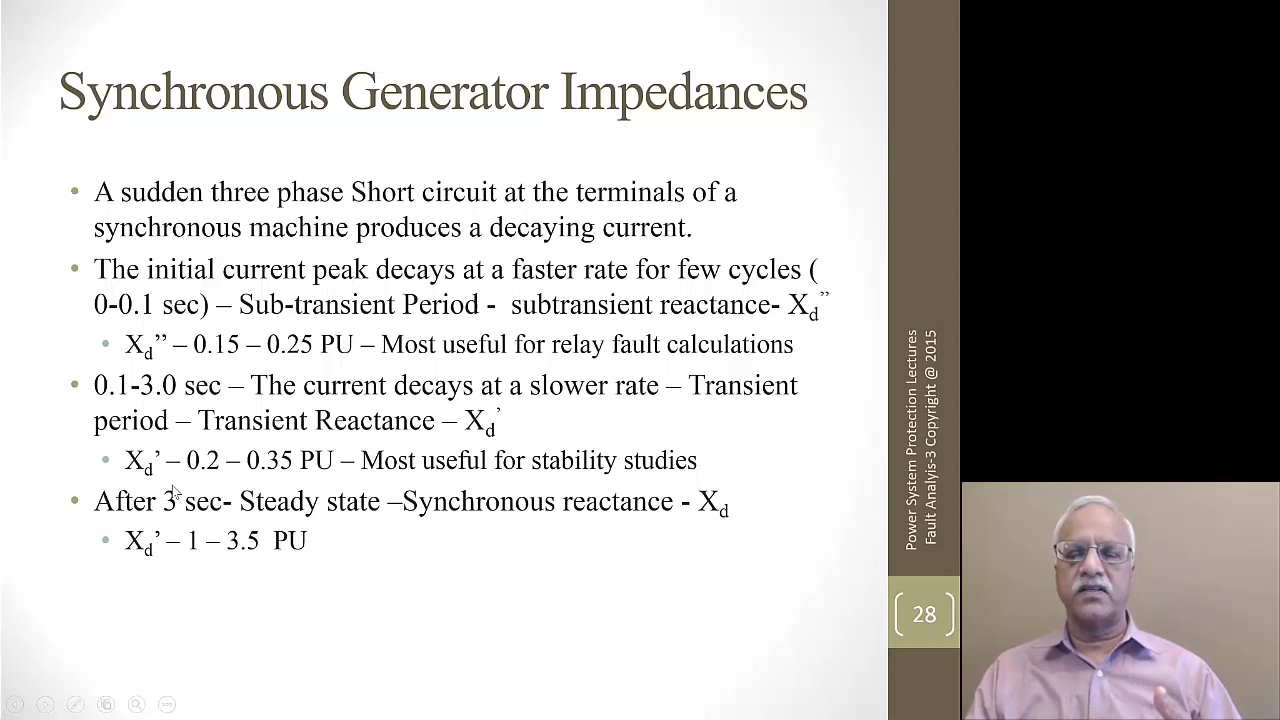 Synchronous Generator Impedances
• A sudden three phase Short circuit at the terminals of a
synchronous machine produces a decaying current.
• The initial current peak decays at a faster rate for few cycles (
0-0.1 sec) – Sub-transient Period - subtransient reactance- Xd”
• Xd” – 0.15 – 0.25 PU – Most useful for relay fault calculations
• 0.1-3.0 sec – The current decays at a slower rate – Transient
period – Transient Reactance – Xd’
• Xd’ – 0.2 – 0.35 PU – Most useful for stability studies
• After 3 sec- Steady state –Synchronous reactance - Xd
• Xd’ – 1 – 3.5 PU
Power System Protection Lectures
Fault Analyis-3 Copyright @ 2015
28